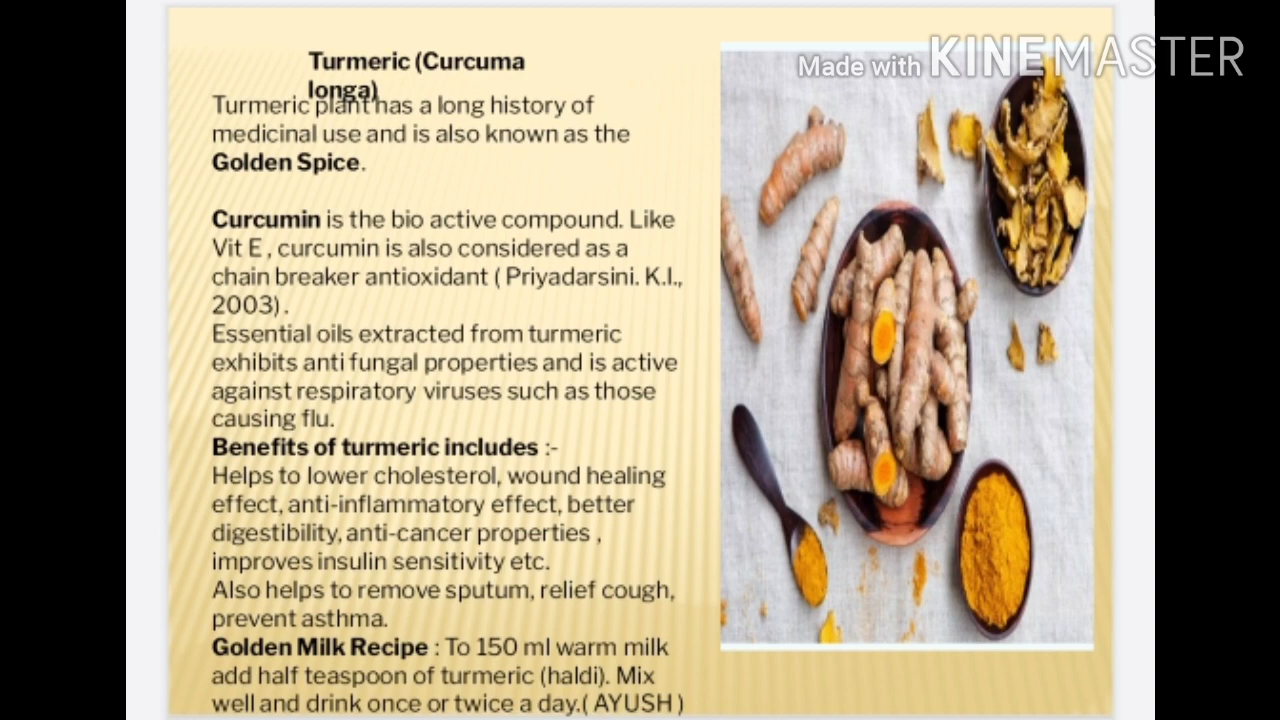 Made with KINEMASTER
Turmeric (Curcuma
longa)
Turmeric plant has a long history of
medicinal use and is also known as the
Golden Spice.
Curcumin is the bio active compound. Like
Vit E , curcumin is also considered as a
chain breaker antioxidant ( Priyadarsini. K.I.,
2003) .
Essential oils extracted from turmeric
exhibits anti fungal properties and is active
against respiratory viruses such as those
causing flu.
Benefits of turmeric includes :-
Helps to lower cholesterol, wound healing
effect, anti-inflammatory effect, better
digestibility, anti-cancer properties ,
improves insulin sensitivity etc.
Also helps to remove sputum, relief cough,
prevent asthma.
Golden Milk Recipe : To 150 ml warm milk
add half teaspoon of turmeric (haldi). Mix
well and drink once or twice a day.( AYUSH )